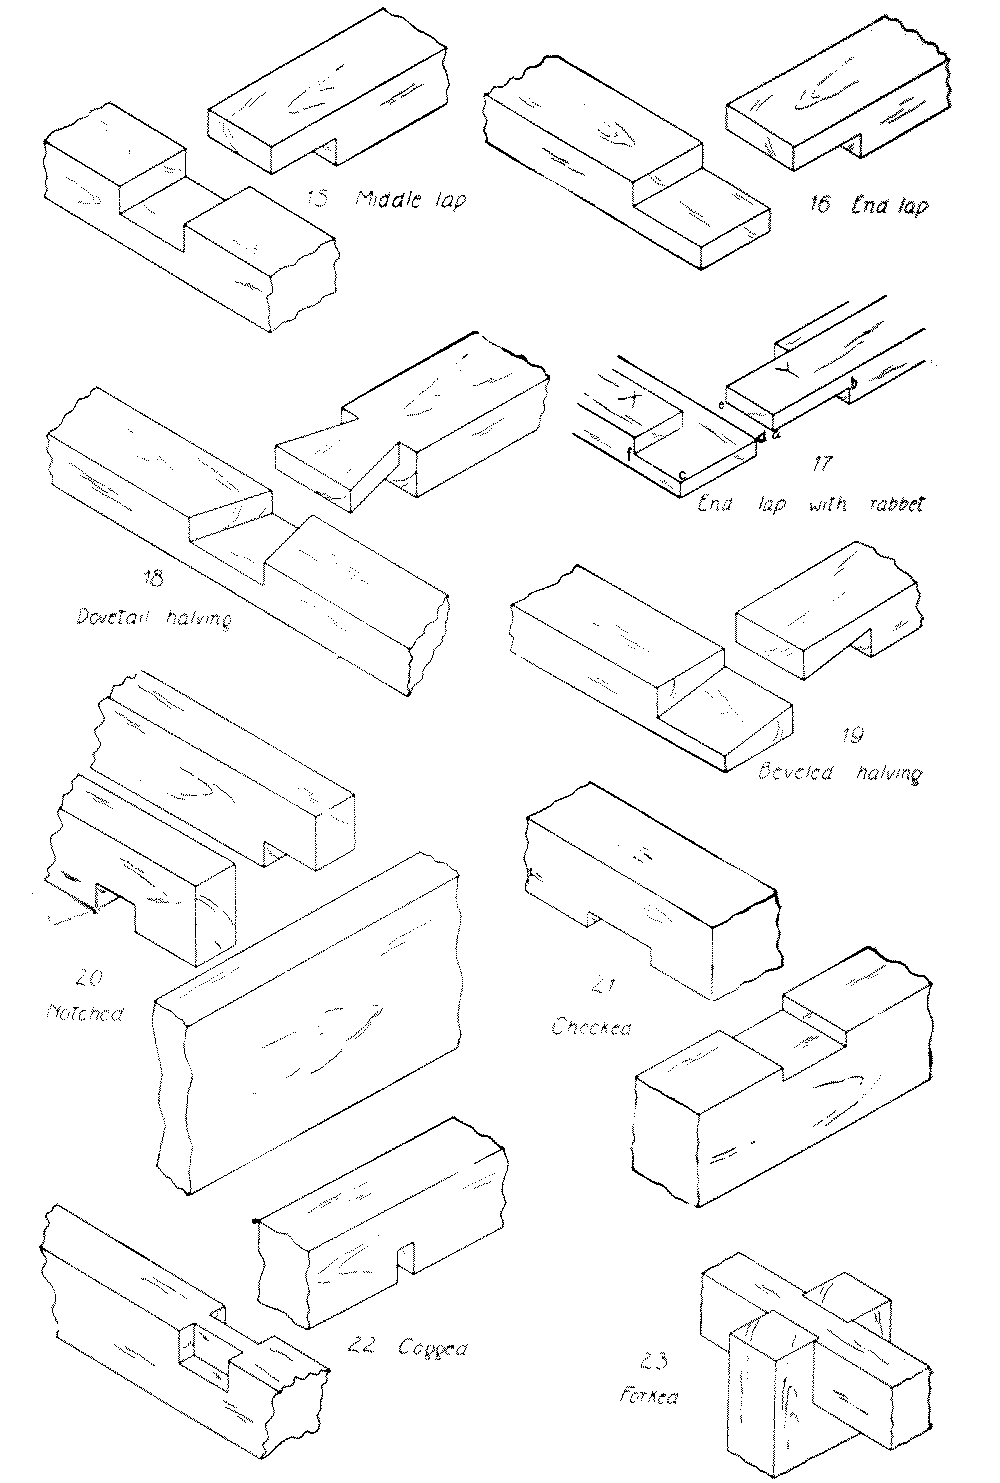 15 Middle lap
16 End lap
X
Y
e
b
f
c
d a
17
End lap with rabbet
18
Dovetail halving
19
Beveled halving
20
Notched
21
Checked
22 Cogged
23
Forked